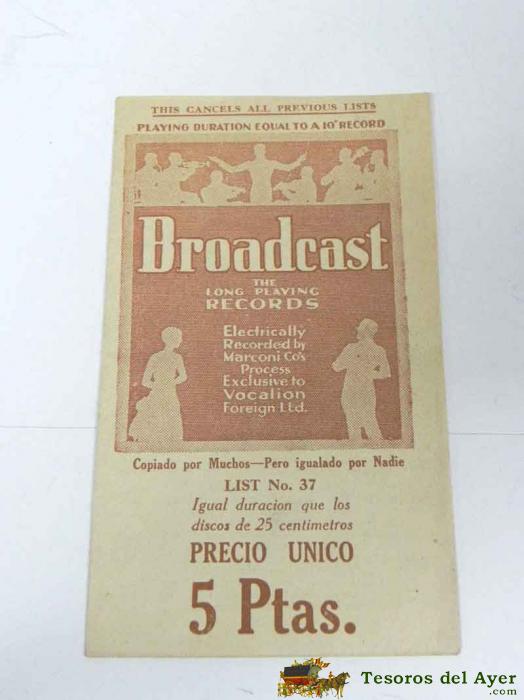 THIS CANCELS ALL PREVIOUS LISTS
PLAYING DURATION EQUAL TO A 10" RECORD
Broadcast
THE
LONG PLAYING
RECORDS
Electrically
Recorded by
Marconi Co's
Process
Exclusive to
Vocalion
Foreign Ltd.
Copiado por Muchos—Pero igualado por Nadie
LIST No. 37
Igual duracion que los
discos de 25 centimetros
PRECIO UNICO
5 Ptas.
Tesoros del Ayer
.com